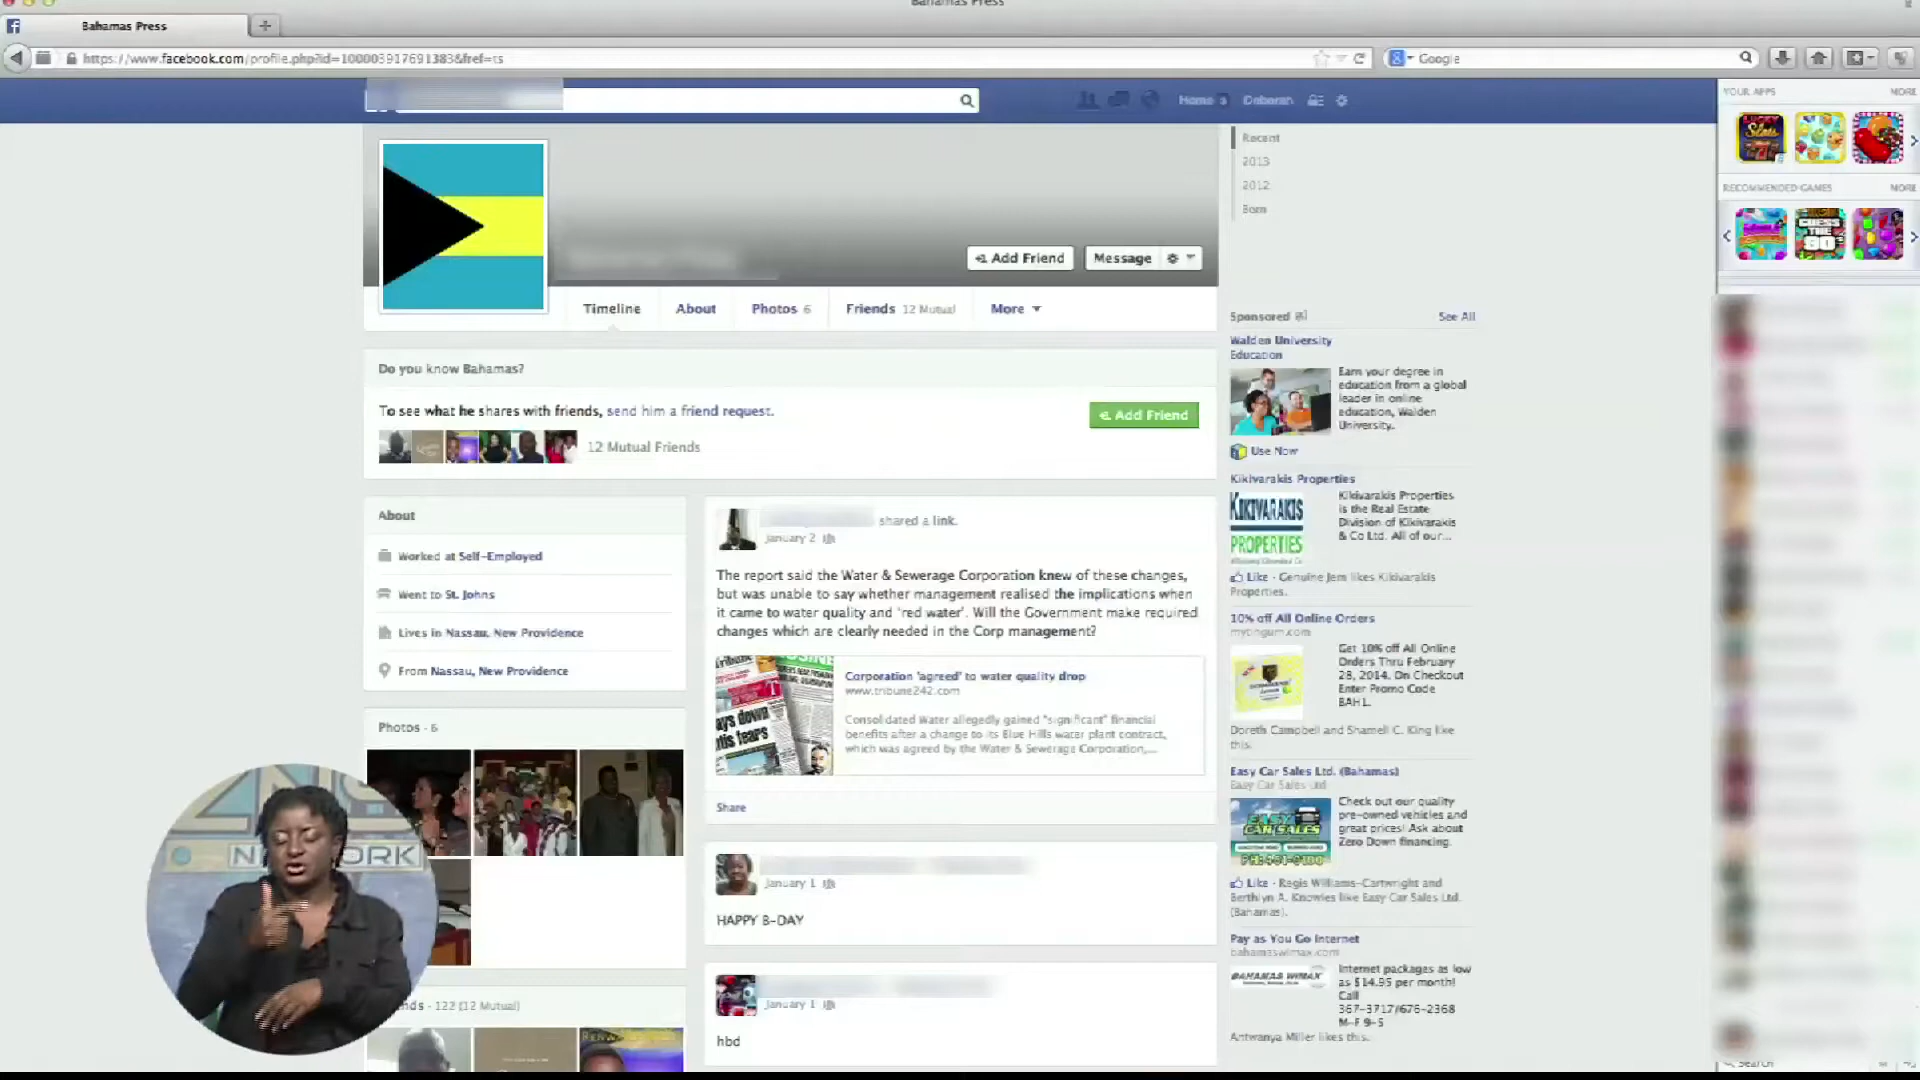 Bahamas Press
Bahamas Press
https://www.facebook.com/profile.php?id=100003917691383&fref=ts
Google
Home 3
Deborah
Recent
2013
2012
Born
YOUR APPS
MORE
RECOMMENDED GAMES
MORE
Add Friend
Message
Timeline
About
Photos 6
Friends 12 Mutual
More
Do you know Bahamas?
To see what he shares with friends, send him a friend request.
Add Friend
12 Mutual Friends
About
Worked at Self-Employed
Went to St. Johns
Lives in Nassau, New Providence
From Nassau, New Providence
Photos - 6
NETWORK
- 122 (12 Mutual)
shared a link.
January 2
The report said the Water & Sewerage Corporation knew of these changes,
but was unable to say whether management realised the implications when
it came to water quality and 'red water'. Will the Government make required
changes which are clearly needed in the Corp management?
Corporation 'agreed' to water quality drop
www.tribune242.com
Consolidated Water allegedly gained "significant" financial
benefits after a change to its Blue Hills water plant contract,
which was agreed by the Water & Sewerage Corporation,...
Share
January 1
HAPPY B-DAY
January 1
hbd
Sponsored
See All
Walden University
Education
Earn your degree in
education from a global
leader in online
education, Walden
University.
Use Now
Kikivarakis Properties
KIKIVARAKIS
PROPERTIES
Kikivarakis Properties
is the Real Estate
Division of Kikivarakis
& Co Ltd. All of our...
Like · Genuine Jem likes Kikivarakis
Properties.
10% off All Online Orders
mytingum.com
Get 10% off All Online
Orders Thru February
28, 2014. On Checkout
Enter Promo Code
BAHL.
Doreth Campbell and Shamell C. King like
this.
Easy Car Sales Ltd. (Bahamas)
Easy Car Sales Ltd
EASY
CAR SALES
Check out our quality
pre-owned vehicles and
great prices! Ask about
Zero Down financing.
Like · Regis Williams-Cartwright and
Berthlyn A. Knowles like Easy Car Sales Ltd.
(Bahamas).
Pay as You Go Internet
bahamaswimax.com
BAHAMAS WIMAX
Internet packages as low
as $14.95 per month!
Call
367-3717/676-2368
M-F 9-5
Antwanya Miller likes this.
Search